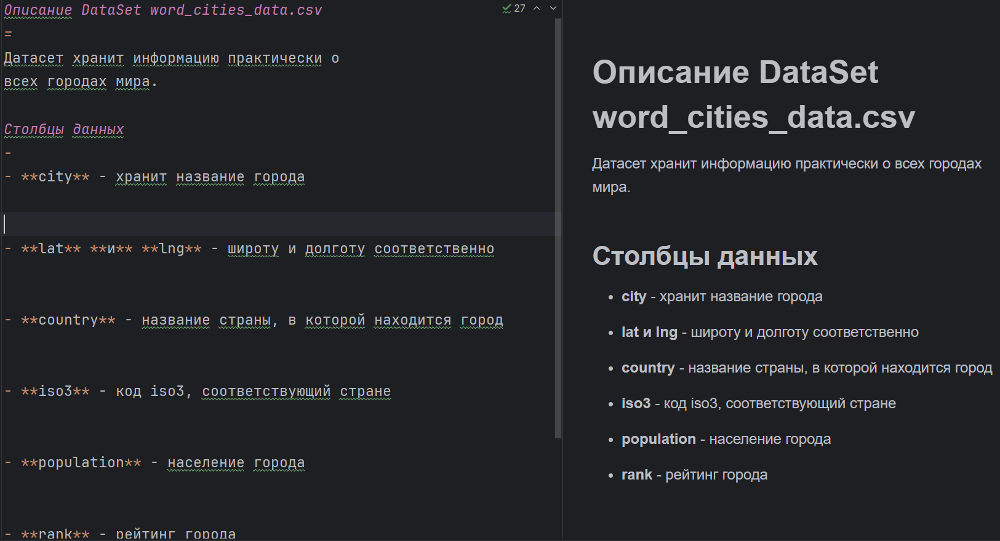 Описание DataSet word_cities_data.csv
=
Датасет хранит информацию практически о
всех городах мира.
Столбцы данных
-
- **city** - хранит название города
- **lat** **и** **lng** - широту и долготу соответственно
- **country** - название страны, в которой находится город
- **iso3** - код iso3, соответствующий стране
- **population** - население города
- **rank** - рейтинг города
27
Описание DataSet
word_cities_data.csv
Датасет хранит информацию практически о всех городах
мира.
Столбцы данных
• city - хранит название города
• lat и lng - широту и долготу соответственно
• country - название страны, в которой находится город
• iso3 - код iso3, соответствующий стране
• population - население города
• rank - рейтинг города